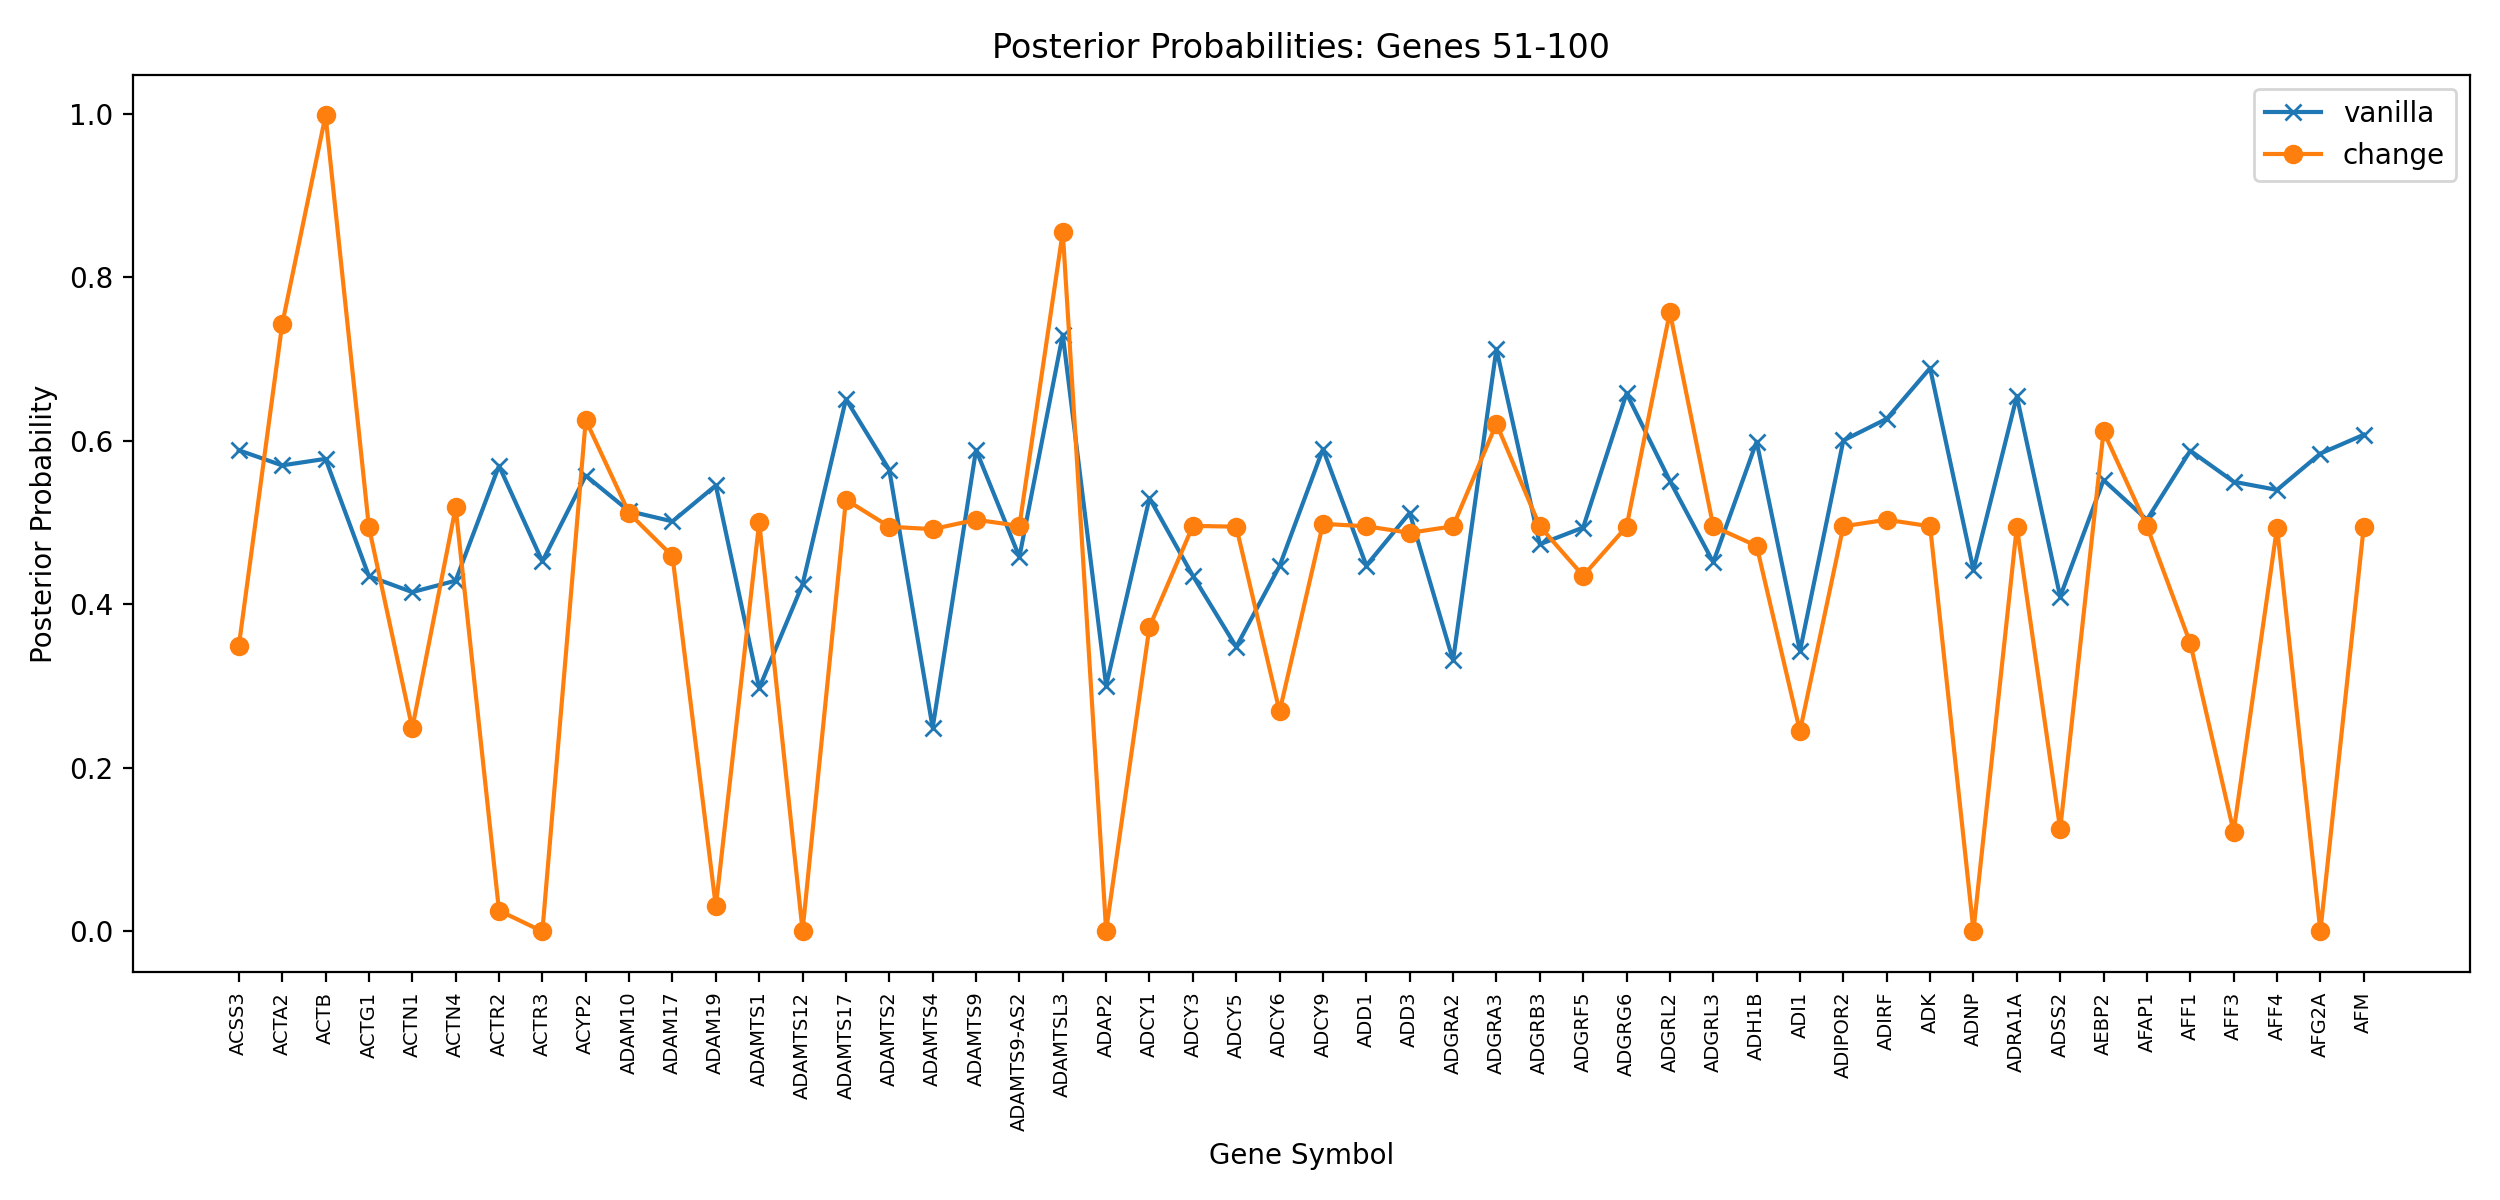 Posterior Probabilities: Genes 51-100
vanilla
change
Posterior Probability
1.0
0.8
0.6
0.4
0.2
0.0
ACSS3
ACTA2
ACTB
ACTG1
ACTN1
ACTN4
ACTR2
ACTR3
ACYP2
ADAM10
ADAM17
ADAM19
ADAMTS1
ADAMTS12
ADAMTS17
ADAMTS2
ADAMTS4
ADAMTS9
ADAMTS9-AS2
ADAMTSL3
ADAP2
ADCY1
ADCY3
ADCY5
ADCY6
ADCY9
ADD1
ADD3
ADGRA2
ADGRA3
ADGRB3
ADGRF5
ADGRG6
ADGRL2
ADGRL3
ADH1B
ADI1
ADIPOR2
ADIRF
ADK
ADNP
ADRA1A
ADSS2
AEBP2
AFAP1
AFF1
AFF3
AFF4
AFG2A
AFM
Gene Symbol